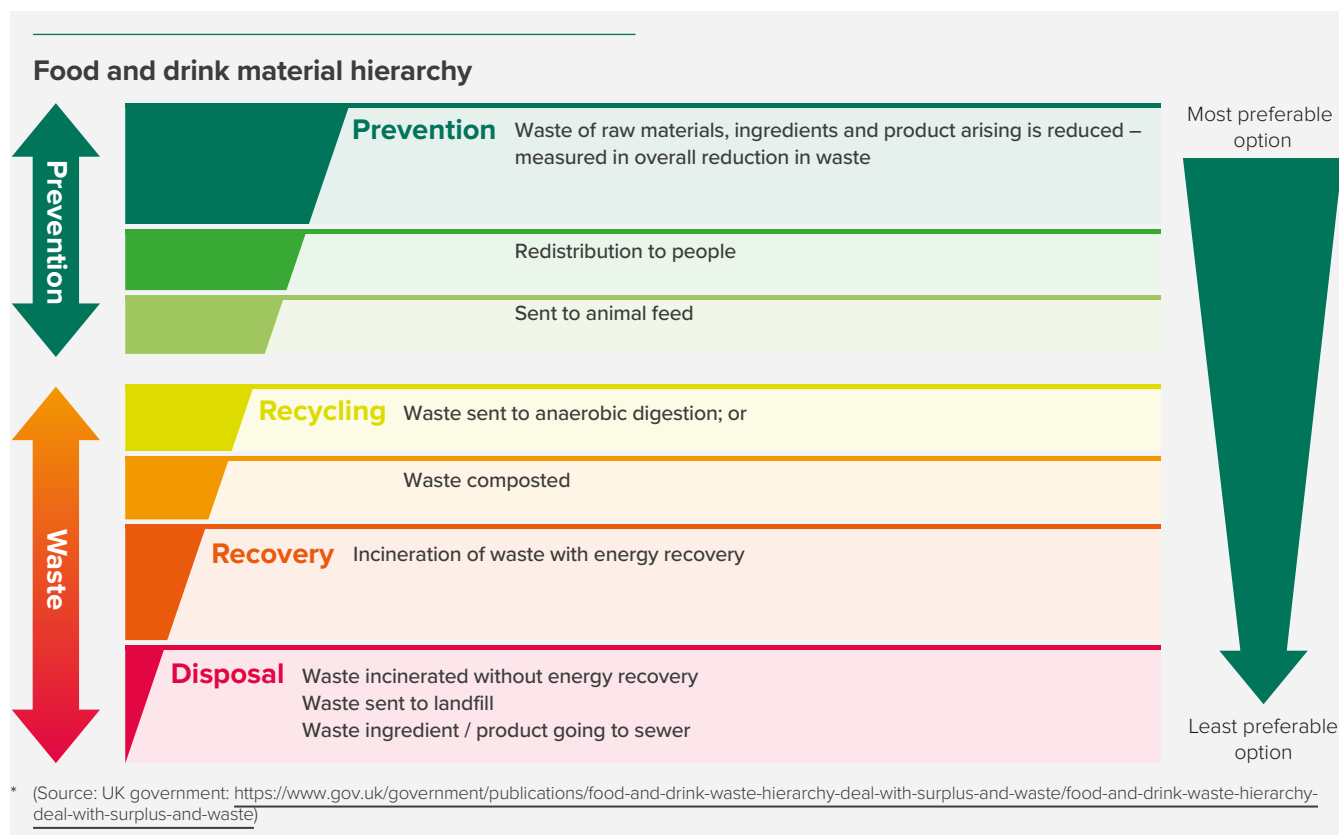 Food and drink material hierarchy
Prevention
Prevention
Waste of raw materials, ingredients and product arising is reduced –
measured in overall reduction in waste
Redistribution to people
Sent to animal feed
Most preferable
option
Waste
Recycling
Waste sent to anaerobic digestion; or
Waste composted
Recovery
Incineration of waste with energy recovery
Disposal
Waste incinerated without energy recovery
Waste sent to landfill
Waste ingredient / product going to sewer
Least preferable
option
* (Source: UK government: https://www.gov.uk/government/publications/food-and-drink-waste-hierarchy-deal-with-surplus-and-waste/food-and-drink-waste-hierarchy-
deal-with-surplus-and-waste)